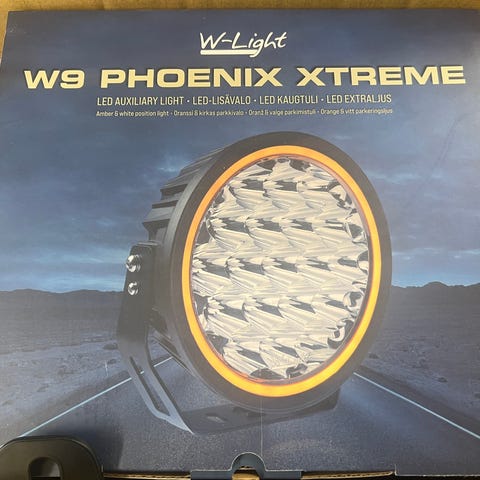 W-Light
W9 PHOENIX XTREME
LED AUXILIARY LIGHT • LED-LISÄVALO • LED KAUGTULI • LED EXTRALJUS
Amber & white position light • Oranssi & kirkas parkkivalo • Oranž & valge parkimistuli • Orange & vitt parkeringsljus